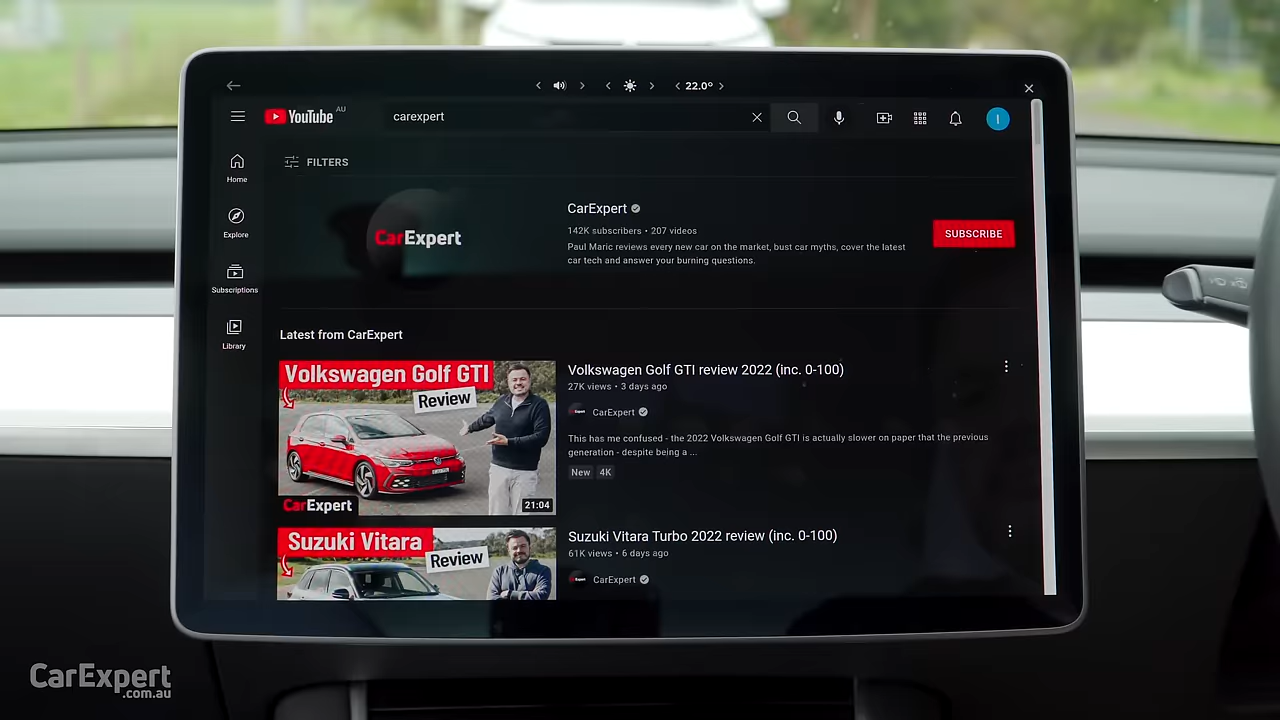 22.0°
YouTube AU
carexpert
FILTERS
Home
Explore
Subscriptions
Library
CarExpert
CarExpert
142K subscribers • 207 videos
Paul Maric reviews every new car on the market, bust car myths, cover the latest
car tech and answer your burning questions.
SUBSCRIBE
I
Latest from CarExpert
Volkswagen Golf GTI
Review
CarExpert
21:04
Volkswagen Golf GTI review 2022 (inc. 0-100)
27K views • 3 days ago
CarExpert
This has me confused - the 2022 Volkswagen Golf GTI is actually slower on paper that the previous
generation - despite being a ...
New 4K
Suzuki Vitara
Review
Suzuki Vitara Turbo 2022 review (inc. 0-100)
61K views • 6 days ago
CarExpert
CarExpert
.com.au